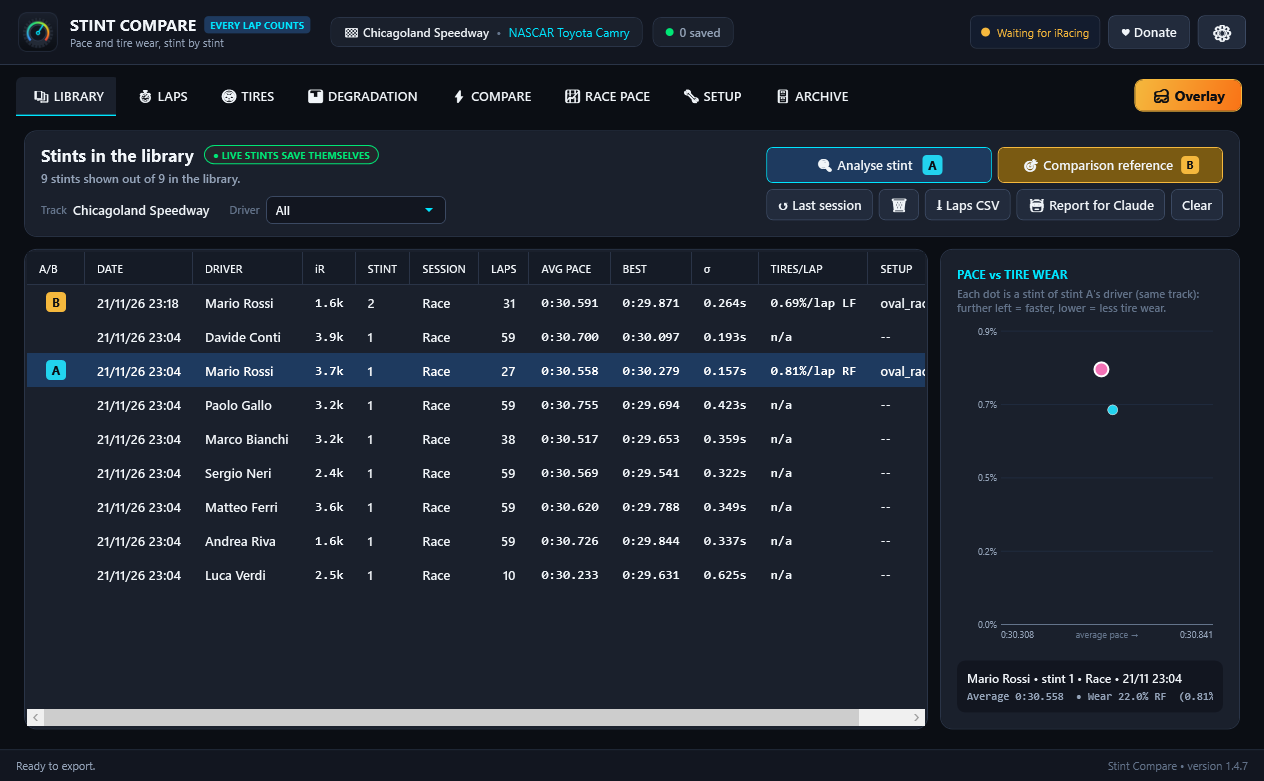 STINT COMPARE EVERY LAP COUNTS
Pace and tire wear, stint by stint
Chicagoland Speedway • NASCAR Toyota Camry
0 saved
Waiting for iRacing
Donate
LIBRARY LAPS TIRES DEGRADATION COMPARE RACE PACE SETUP ARCHIVE
Overlay
Stints in the library • LIVE STINTS SAVE THEMSELVES
9 stints shown out of 9 in the library.
Track Chicagoland Speedway Driver All
Analyse stint A
Comparison reference B
Last session
Laps CSV
Report for Claude
Clear
A/B DATE DRIVER iR STINT SESSION LAPS AVG PACE BEST σ TIRES/LAP SETUP
B 21/11/26 23:18 Mario Rossi 1.6k 2 Race 31 0:30.591 0:29.871 0.264s 0.69%/lap LF oval_rac
21/11/26 23:04 Davide Conti 3.9k 1 Race 59 0:30.700 0:30.097 0.193s n/a --
A 21/11/26 23:04 Mario Rossi 3.7k 1 Race 27 0:30.558 0:30.279 0.157s 0.81%/lap RF oval_rac
21/11/26 23:04 Paolo Gallo 3.2k 1 Race 59 0:30.755 0:29.694 0.423s n/a --
21/11/26 23:04 Marco Bianchi 3.2k 1 Race 38 0:30.517 0:29.653 0.359s n/a --
21/11/26 23:04 Sergio Neri 2.4k 1 Race 59 0:30.569 0:29.541 0.322s n/a --
21/11/26 23:04 Matteo Ferri 3.6k 1 Race 59 0:30.620 0:29.788 0.349s n/a --
21/11/26 23:04 Andrea Riva 1.6k 1 Race 59 0:30.726 0:29.844 0.337s n/a --
21/11/26 23:04 Luca Verdi 2.5k 1 Race 10 0:30.233 0:29.631 0.625s n/a --
PACE vs TIRE WEAR
Each dot is a stint of stint A's driver (same track):
further left = faster, lower = less tire wear.
0.9%
0.7%
0.5%
0.2%
0.0%
0:30.308 average pace → 0:30.841
Mario Rossi • stint 1 • Race • 21/11 23:04
Average 0:30.558 • Wear 22.0% RF (0.81%
Ready to export.
Stint Compare • version 1.4.7